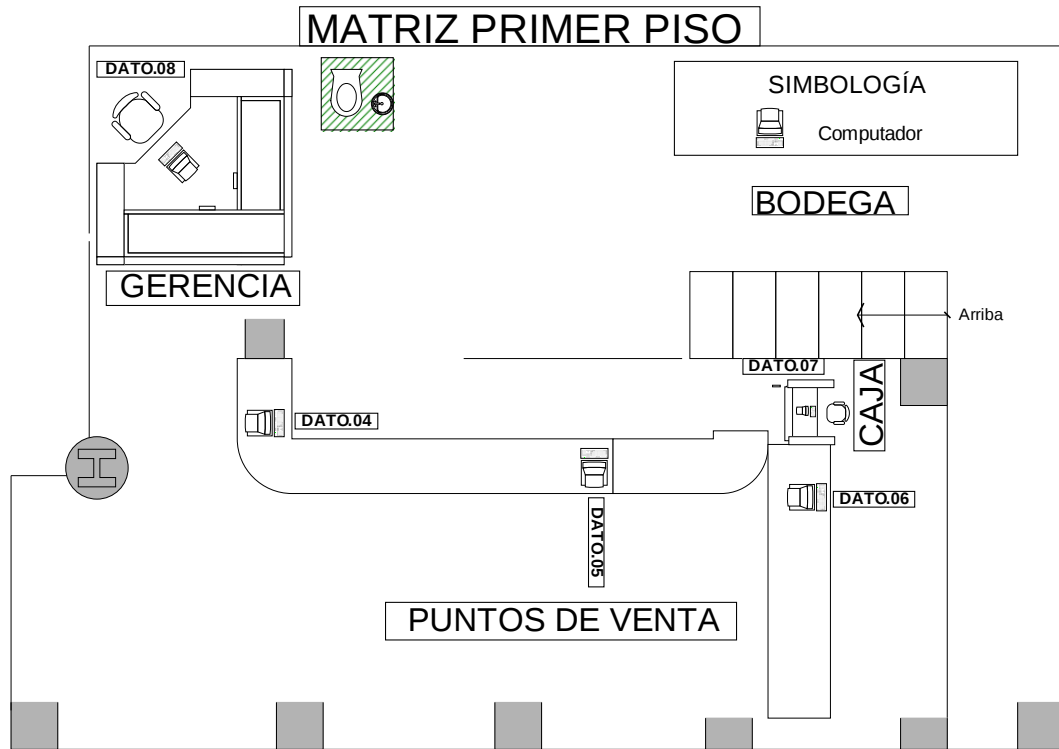 MATRIZ PRIMER PISO
DATO.08
SIMBOLOGÍA
Computador
BODEGA
GERENCIA
Arriba
DATO.07
CAJA
DATO.04
DATO.06
DATO.05
PUNTOS DE VENTA